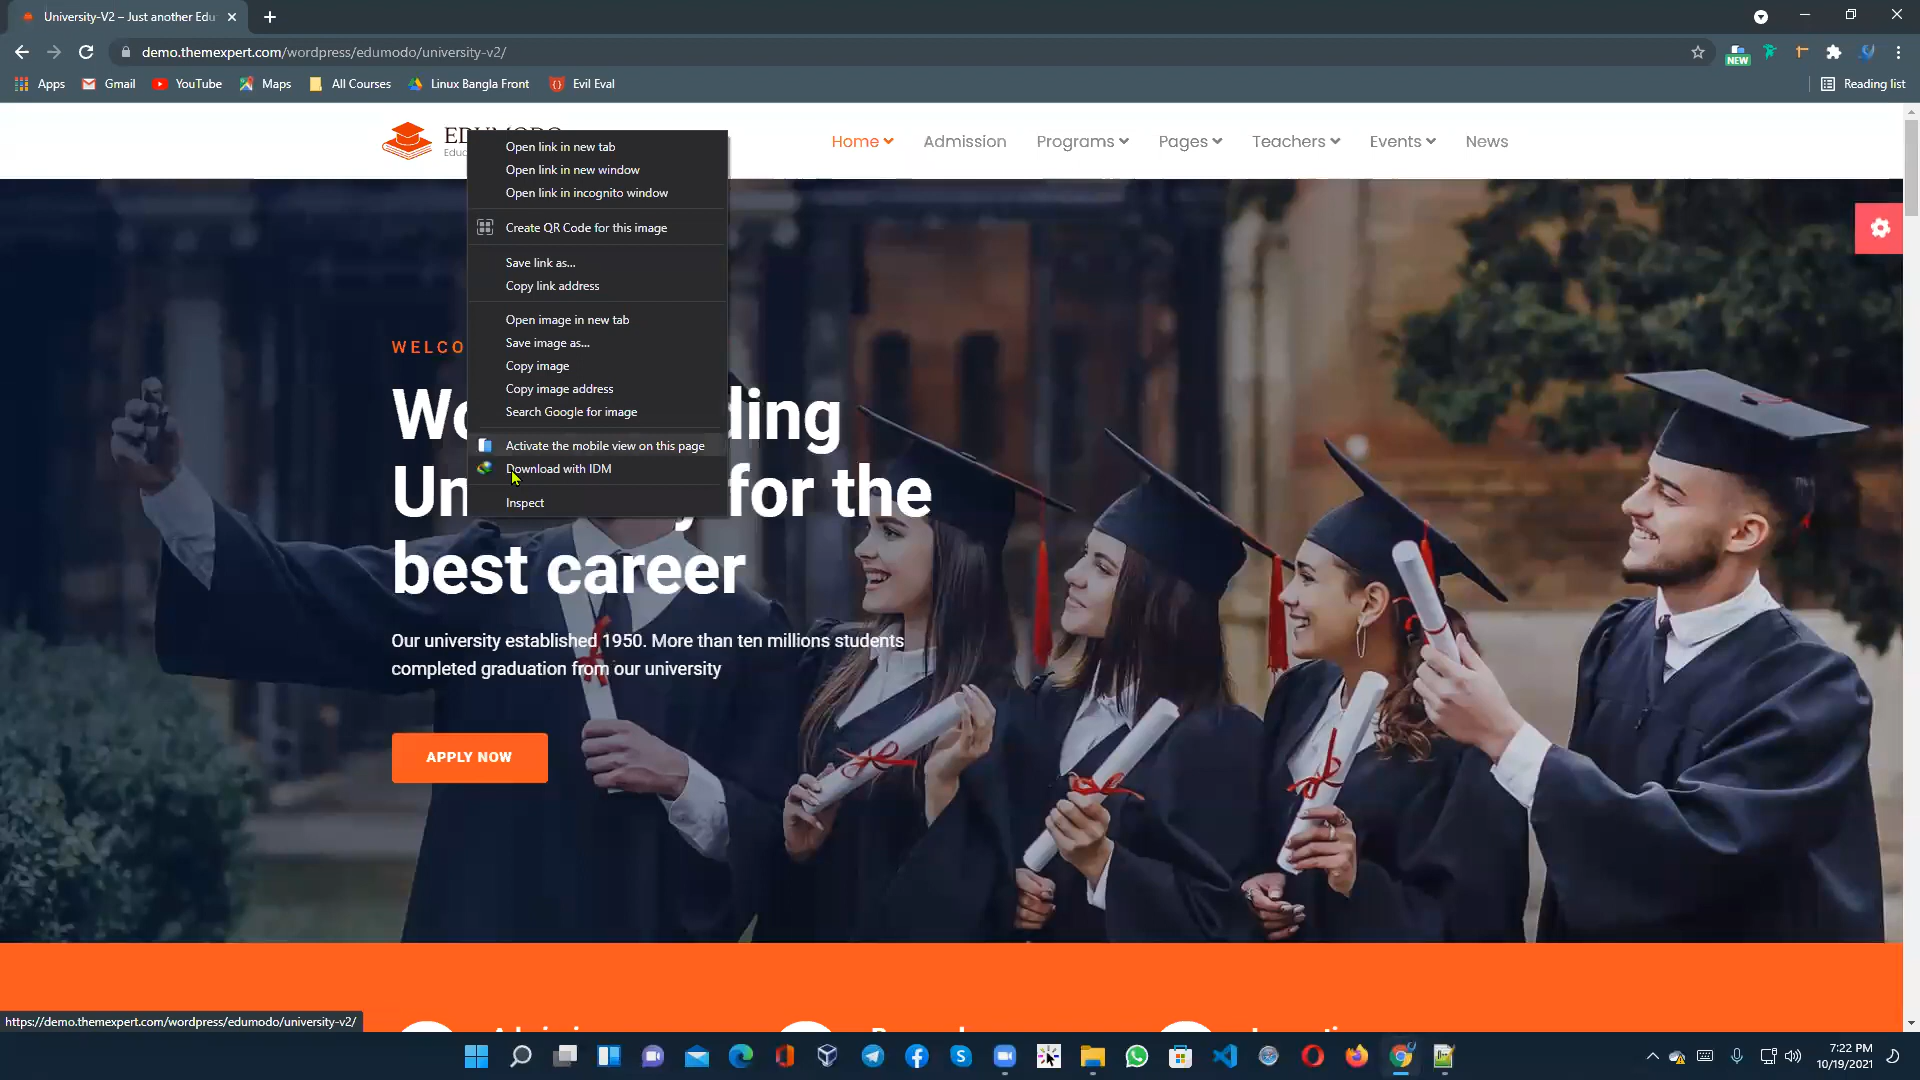 University-V2 – Just another Edu
demo.themexpert.com/wordpress/edumodo/university-v2/
NEW
Apps
Gmail
YouTube
Maps
All Courses
Linux Bangla Front
Evil Eval
Reading list
Home
Admission
Programs
Pages
Teachers
Events
News
Open link in new tab
Open link in new window
Open link in incognito window
Create QR Code for this image
Save link as...
Copy link address
Open image in new tab
Save image as...
Copy image
Copy image address
Search Google for image
Activate the mobile view on this page
Download with IDM
Inspect
for the
best career
Our university established 1950. More than ten millions students
completed graduation from our university
APPLY NOW
https://demo.themexpert.com/wordpress/edumodo/university-v2/
7:22 PM
10/19/2021